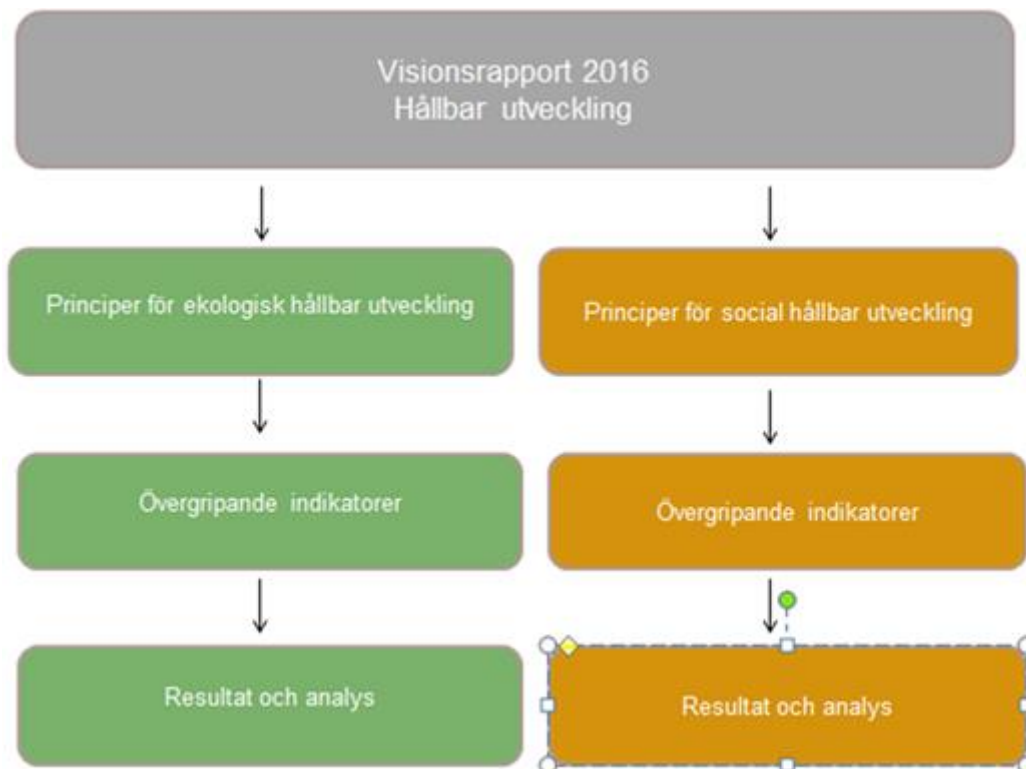 Visionsrapport 2016
Hållbar utveckling
Principer för ekologisk hållbar utveckling
Principer för social hållbar utveckling
Övergripande indikatorer
Övergripande indikatorer
Resultat och analys
Resultat och analys